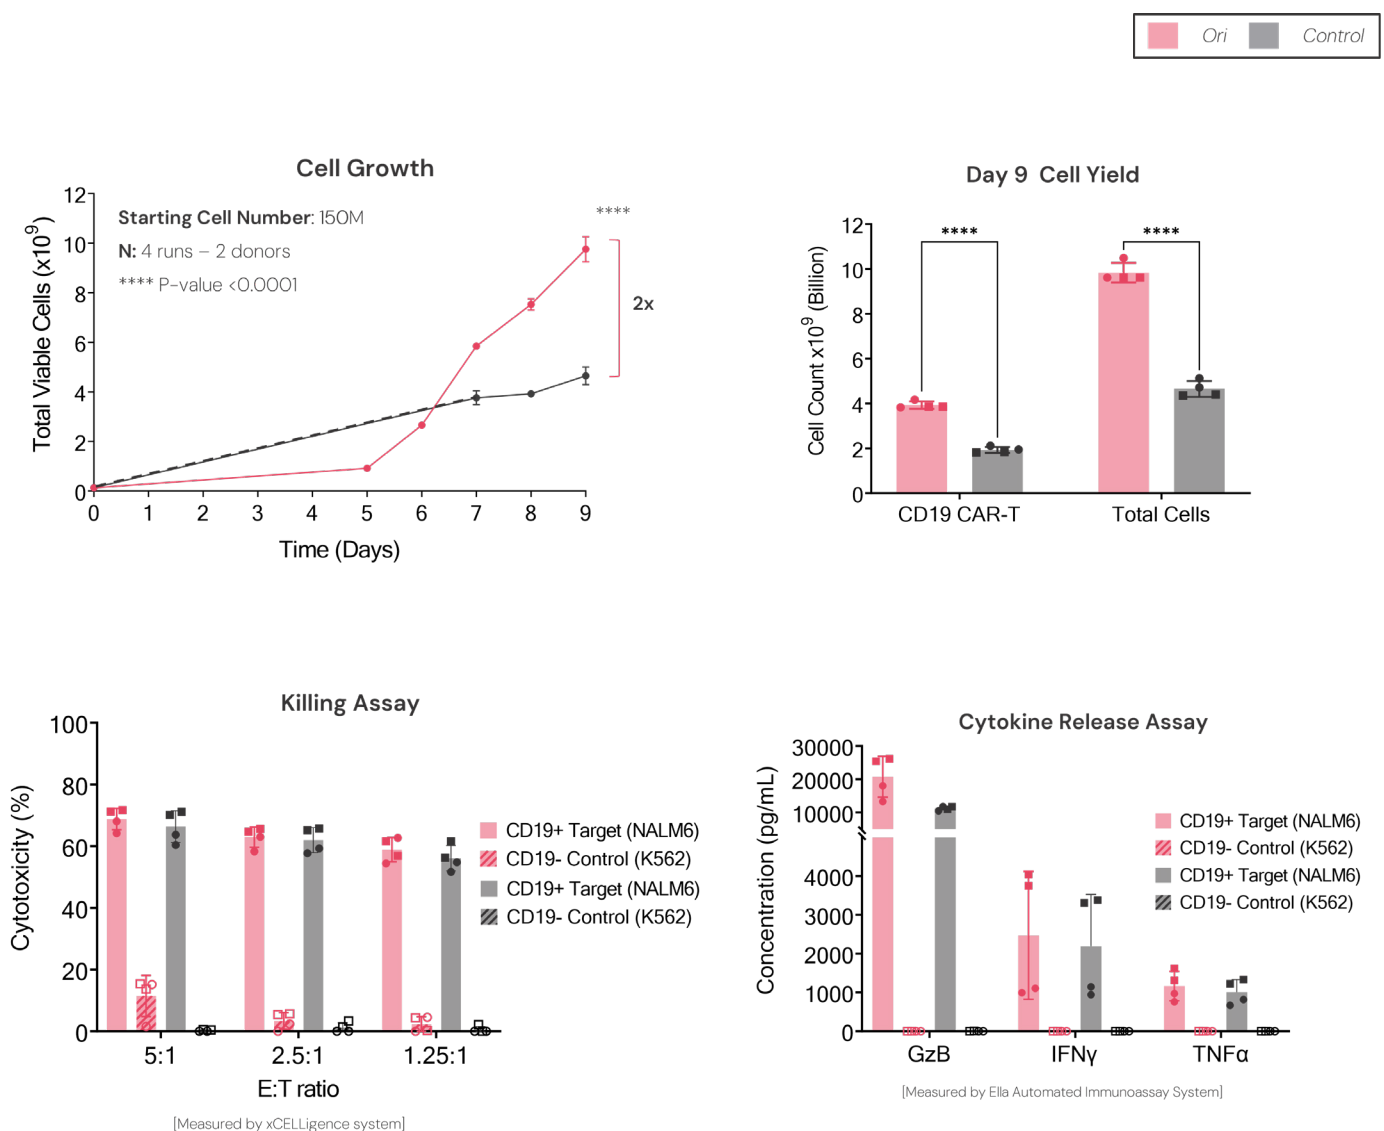 Ori Control
Cell Growth
Total Viable Cells (x10⁹)
12
10
8
6
4
2
0
Starting Cell Number: 150M
N: 4 runs – 2 donors
**** P-value <0.0001
****
2x
0 1 2 3 4 5 6 7 8 9
Time (Days)
Day 9 Cell Yield
Cell Count x10⁹ (Billion)
12
10
8
6
4
2
0
**** ****
CD19 CAR-T Total Cells
Killing Assay
Cytotoxicity (%)
100
80
60
40
20
0
5:1 2.5:1 1.25:1
E:T ratio
CD19+ Target (NALM6)
CD19- Control (K562)
CD19+ Target (NALM6)
CD19- Control (K562)
[Measured by xCELLigence system]
Cytokine Release Assay
Concentration (pg/mL)
30000
20000
10000
4000
3000
2000
1000
0
GzB IFNγ TNFα
CD19+ Target (NALM6)
CD19- Control (K562)
CD19+ Target (NALM6)
CD19- Control (K562)
[Measured by Ella Automated Immunoassay System]